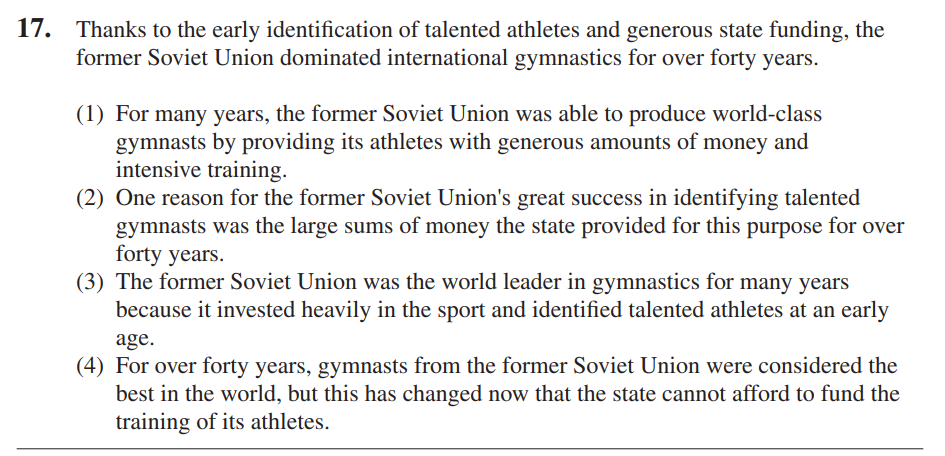 17. Thanks to the early identification of talented athletes and generous state funding, the
former Soviet Union dominated international gymnastics for over forty years.
(1) For many years, the former Soviet Union was able to produce world-class
gymnasts by providing its athletes with generous amounts of money and
intensive training.
(2) One reason for the former Soviet Union's great success in identifying talented
gymnasts was the large sums of money the state provided for this purpose for over
forty years.
(3) The former Soviet Union was the world leader in gymnastics for many years
because it invested heavily in the sport and identified talented athletes at an early
age.
(4) For over forty years, gymnasts from the former Soviet Union were considered the
best in the world, but this has changed now that the state cannot afford to fund the
training of its athletes.